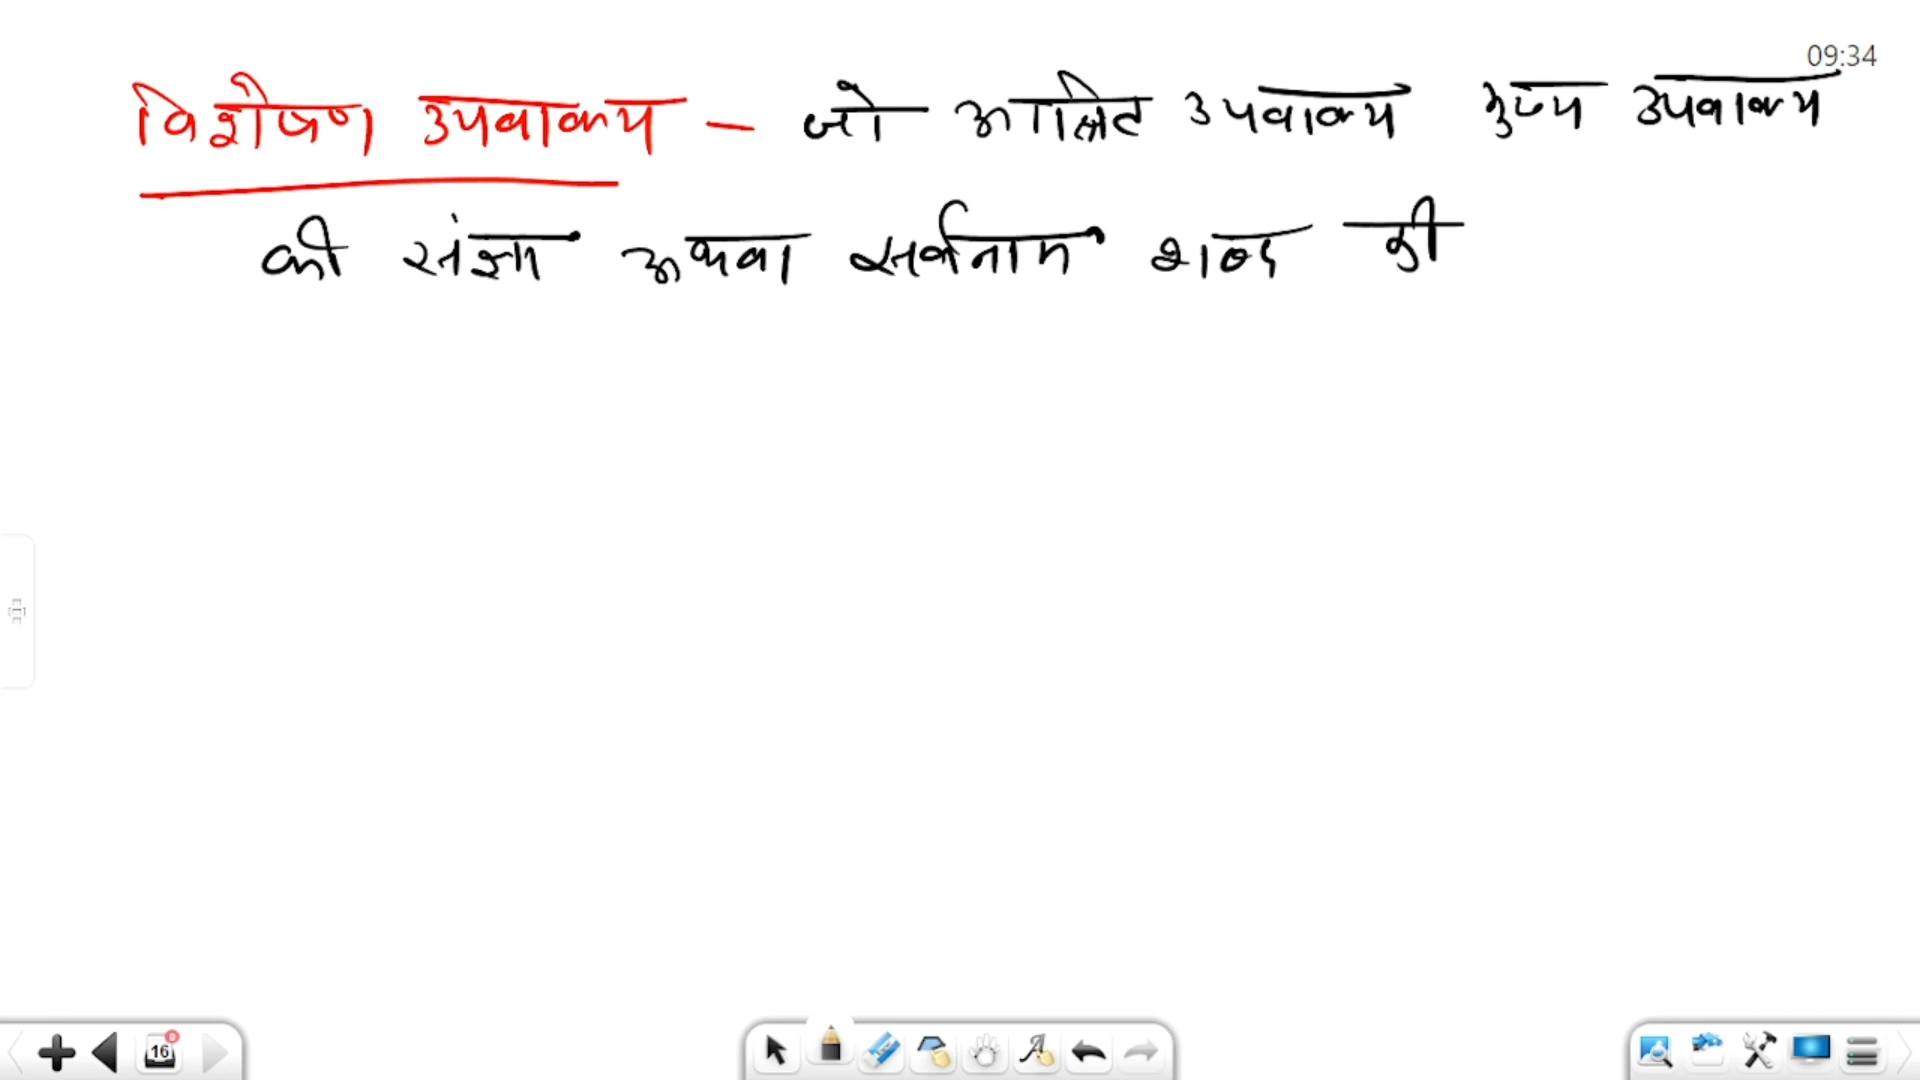 09:34
विशेषण उपवाक्य - जो आश्रित उपवाक्य मुख्य उपवाक्य
की संज्ञा अथवा सर्वनाम शब्द की
16